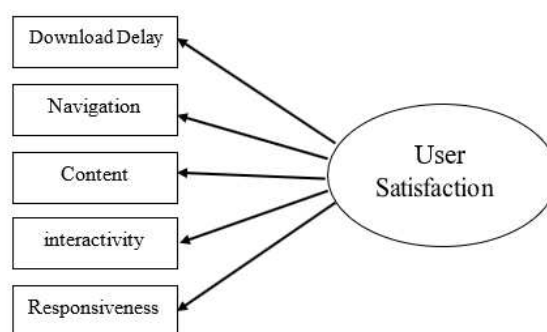 Download Delay
Navigation
Content
interactivity
Responsiveness
User
Satisfaction